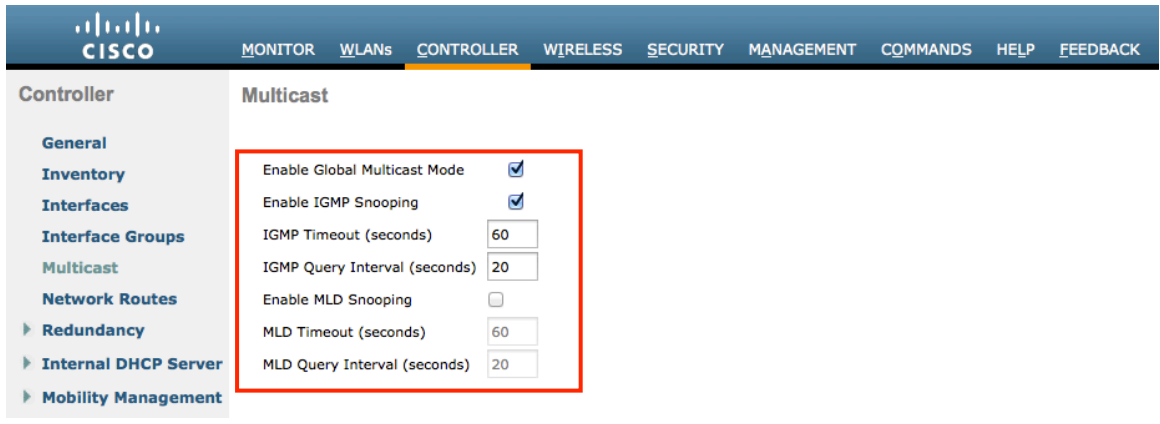 CISCO
MONITOR WLANs CONTROLLER WIRELESS SECURITY MANAGEMENT COMMANDS HELP FEEDBACK
Controller
General
Inventory
Interfaces
Interface Groups
Multicast
Network Routes
Redundancy
Internal DHCP Server
Mobility Management
Multicast
Enable Global Multicast Mode
Enable IGMP Snooping
IGMP Timeout (seconds) 60
IGMP Query Interval (seconds) 20
Enable MLD Snooping
MLD Timeout (seconds) 60
MLD Query Interval (seconds) 20